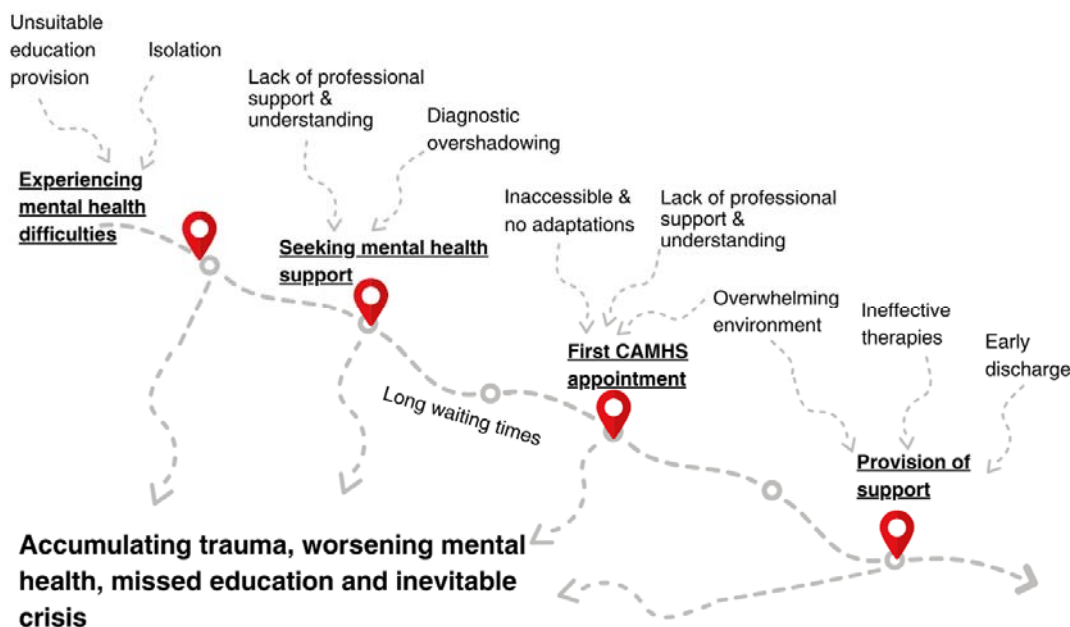 Unsuitable
education
provision
Isolation
Lack of professional
support &
understanding
Diagnostic
overshadowing
Experiencing
mental health
difficulties
Inaccessible &
no adaptations
Lack of professional
support &
understanding
Seeking mental health
support
Overwhelming
environment
Ineffective
therapies
Early
discharge
First CAMHS
appointment
Long waiting times
Provision of
support
Accumulating trauma, worsening mental
health, missed education and inevitable
crisis